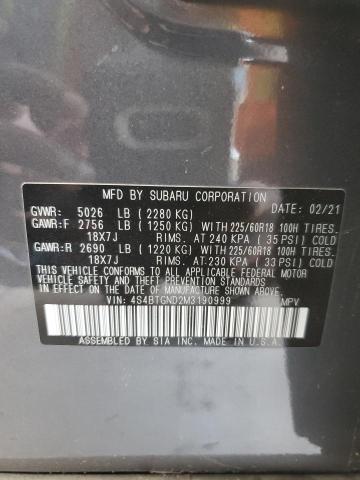 MFD. BY SUBARU CORPORATION DATE: 02/21
GVWR: 5026 LB (2280 KG)
GAWR:F 2756 LB (1250 KG) WITH 225/60R18 100H TIRES.
18X7J RIMS. AT 240 KPA (35 PSI) COLD
GAWR:R 2690 LB (1220 KG) WITH 225/60R18 100H TIRES.
18X7J RIMS. AT 230 KPA (33 PSI) COLD
THIS VEHICLE CONFORMS TO ALL APPLICABLE FEDERAL MOTOR
VEHICLE SAFETY STANDARDS IN EFFECT ON THE DATE OF
MANUFACTURE SHOWN ABOVE.
VIN: 4S4BTGND2M3190999 MPV
ASSEMBLED BY SIA INC. MADE IN U.S.A.